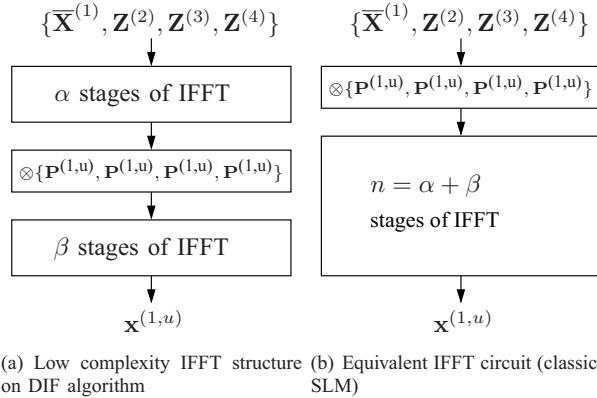 {X̅^(1), Z^(2), Z^(3), Z^(4)}
α stages of IFFT
⊗{P^(1,u), P^(1,u), P^(1,u), P^(1,u)}
β stages of IFFT
x^(1,u)
(a) Low complexity IFFT structure
on DIF algorithm
{X̅^(1), Z^(2), Z^(3), Z^(4)}
⊗{P^(1,u), P^(1,u), P^(1,u), P^(1,u)}
n = α + β
stages of IFFT
x^(1,u)
(b) Equivalent IFFT circuit (classic
SLM)